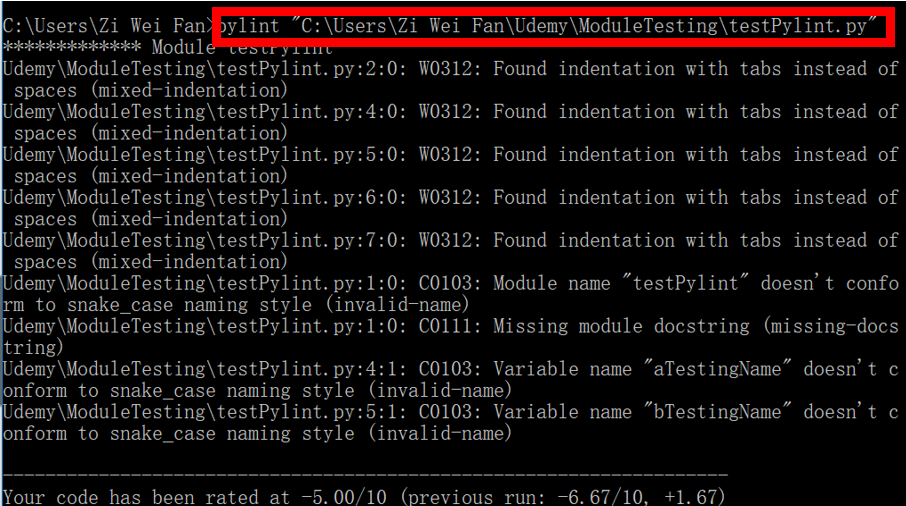 C:\Users\Zi Wei Fan>pylint "C:\Users\Zi Wei Fan\Udemy\ModuleTesting\testPylint.py"
************* Module testPylint
Udemy\ModuleTesting\testPylint.py:2:0: W0312: Found indentation with tabs instead of
 spaces (mixed-indentation)
Udemy\ModuleTesting\testPylint.py:4:0: W0312: Found indentation with tabs instead of
 spaces (mixed-indentation)
Udemy\ModuleTesting\testPylint.py:5:0: W0312: Found indentation with tabs instead of
 spaces (mixed-indentation)
Udemy\ModuleTesting\testPylint.py:6:0: W0312: Found indentation with tabs instead of
 spaces (mixed-indentation)
Udemy\ModuleTesting\testPylint.py:7:0: W0312: Found indentation with tabs instead of
 spaces (mixed-indentation)
Udemy\ModuleTesting\testPylint.py:1:0: C0103: Module name "testPylint" doesn't confo
rm to snake_case naming style (invalid-name)
Udemy\ModuleTesting\testPylint.py:1:0: C0111: Missing module docstring (missing-docs
tring)
Udemy\ModuleTesting\testPylint.py:4:1: C0103: Variable name "aTestingName" doesn't c
onform to snake_case naming style (invalid-name)
Udemy\ModuleTesting\testPylint.py:5:1: C0103: Variable name "bTestingName" doesn't c
onform to snake_case naming style (invalid-name)
---------------------------------------------------------
Your code has been rated at -5.00/10 (previous run: -6.67/10, +1.67)